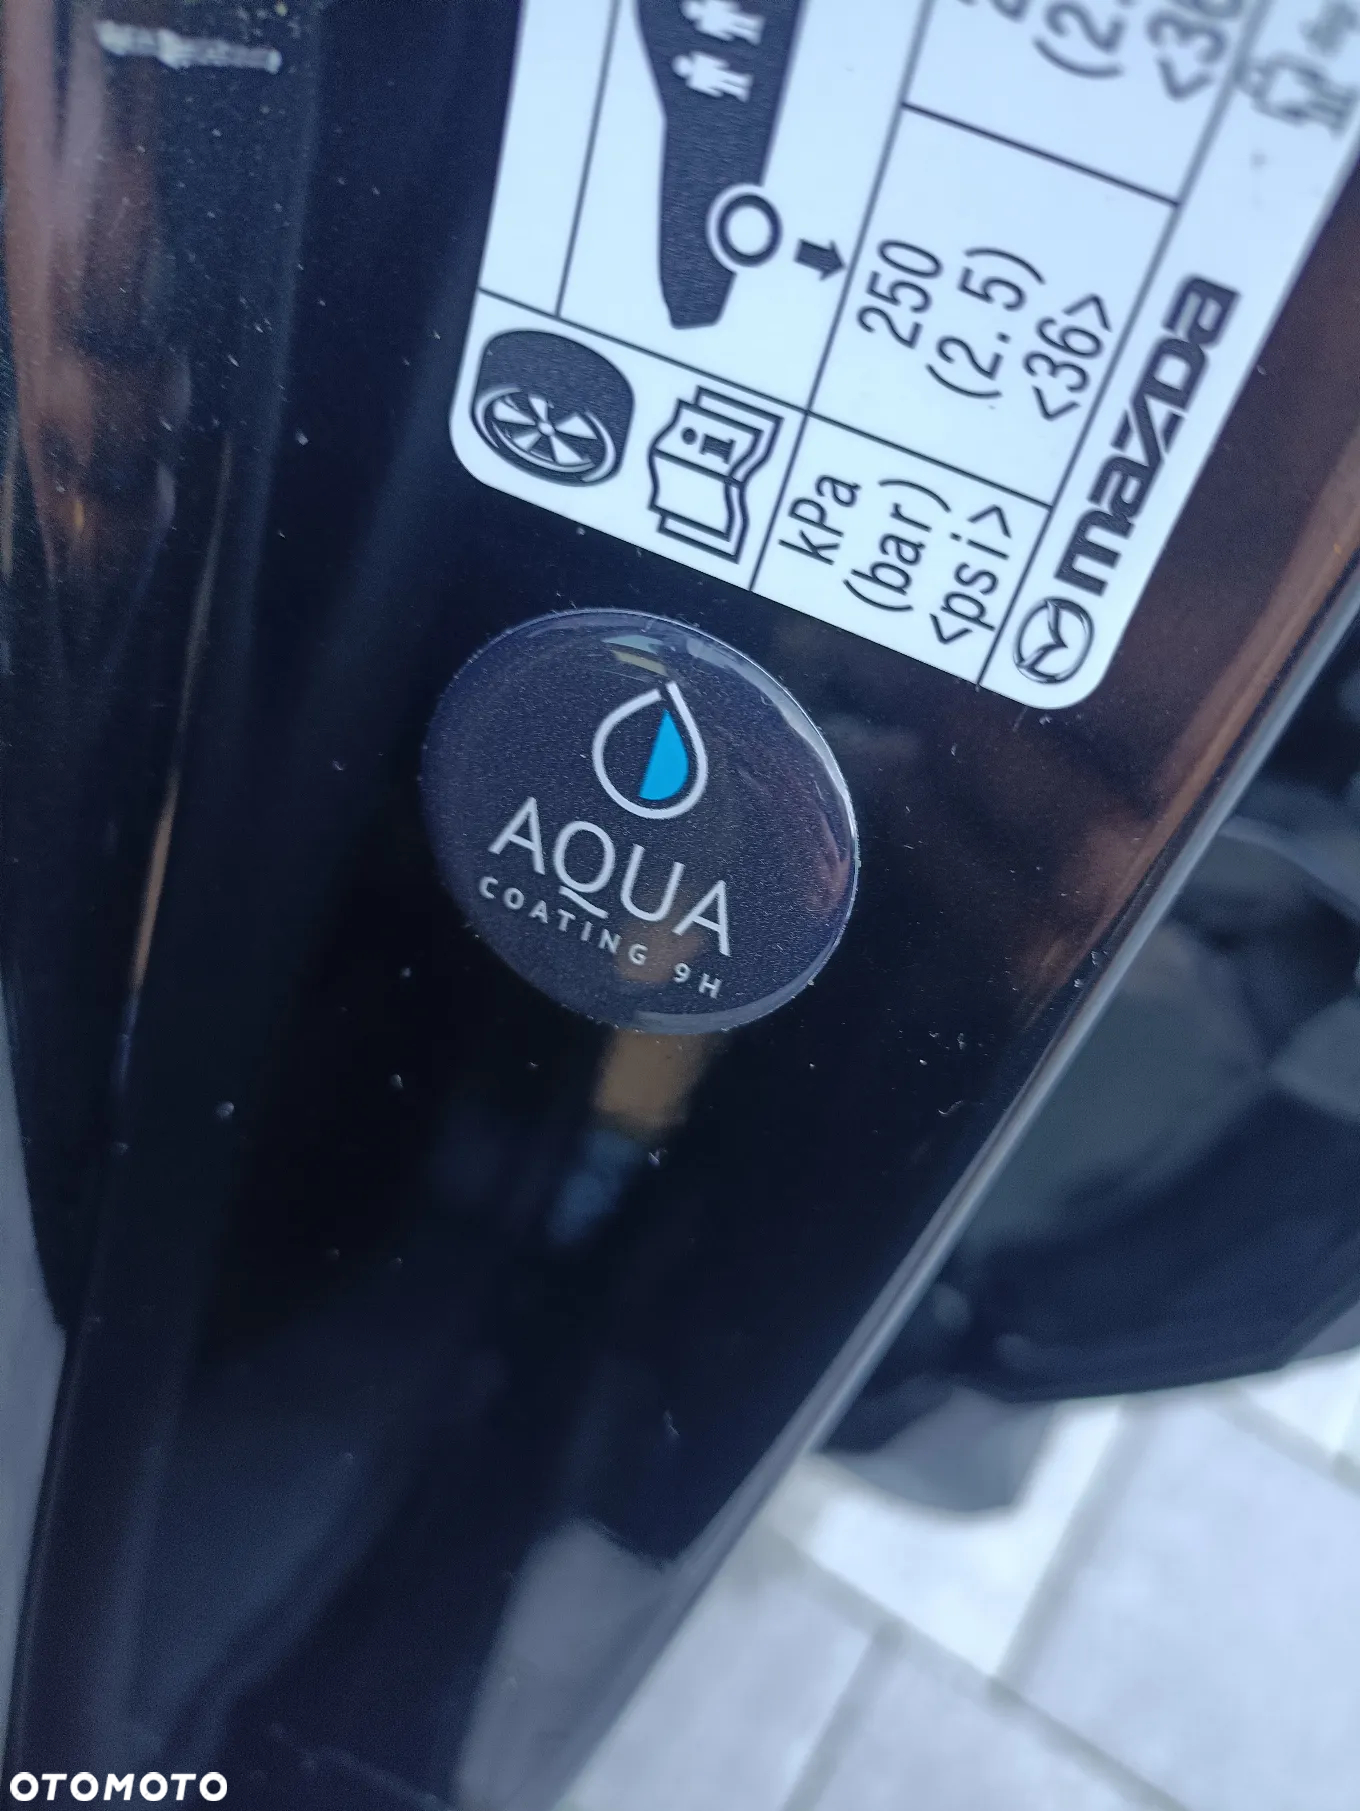 250
(2.5)
<36>
kPa
(bar)
<psi>
mazda
AQUA
COATING 9H
OTOMOTO